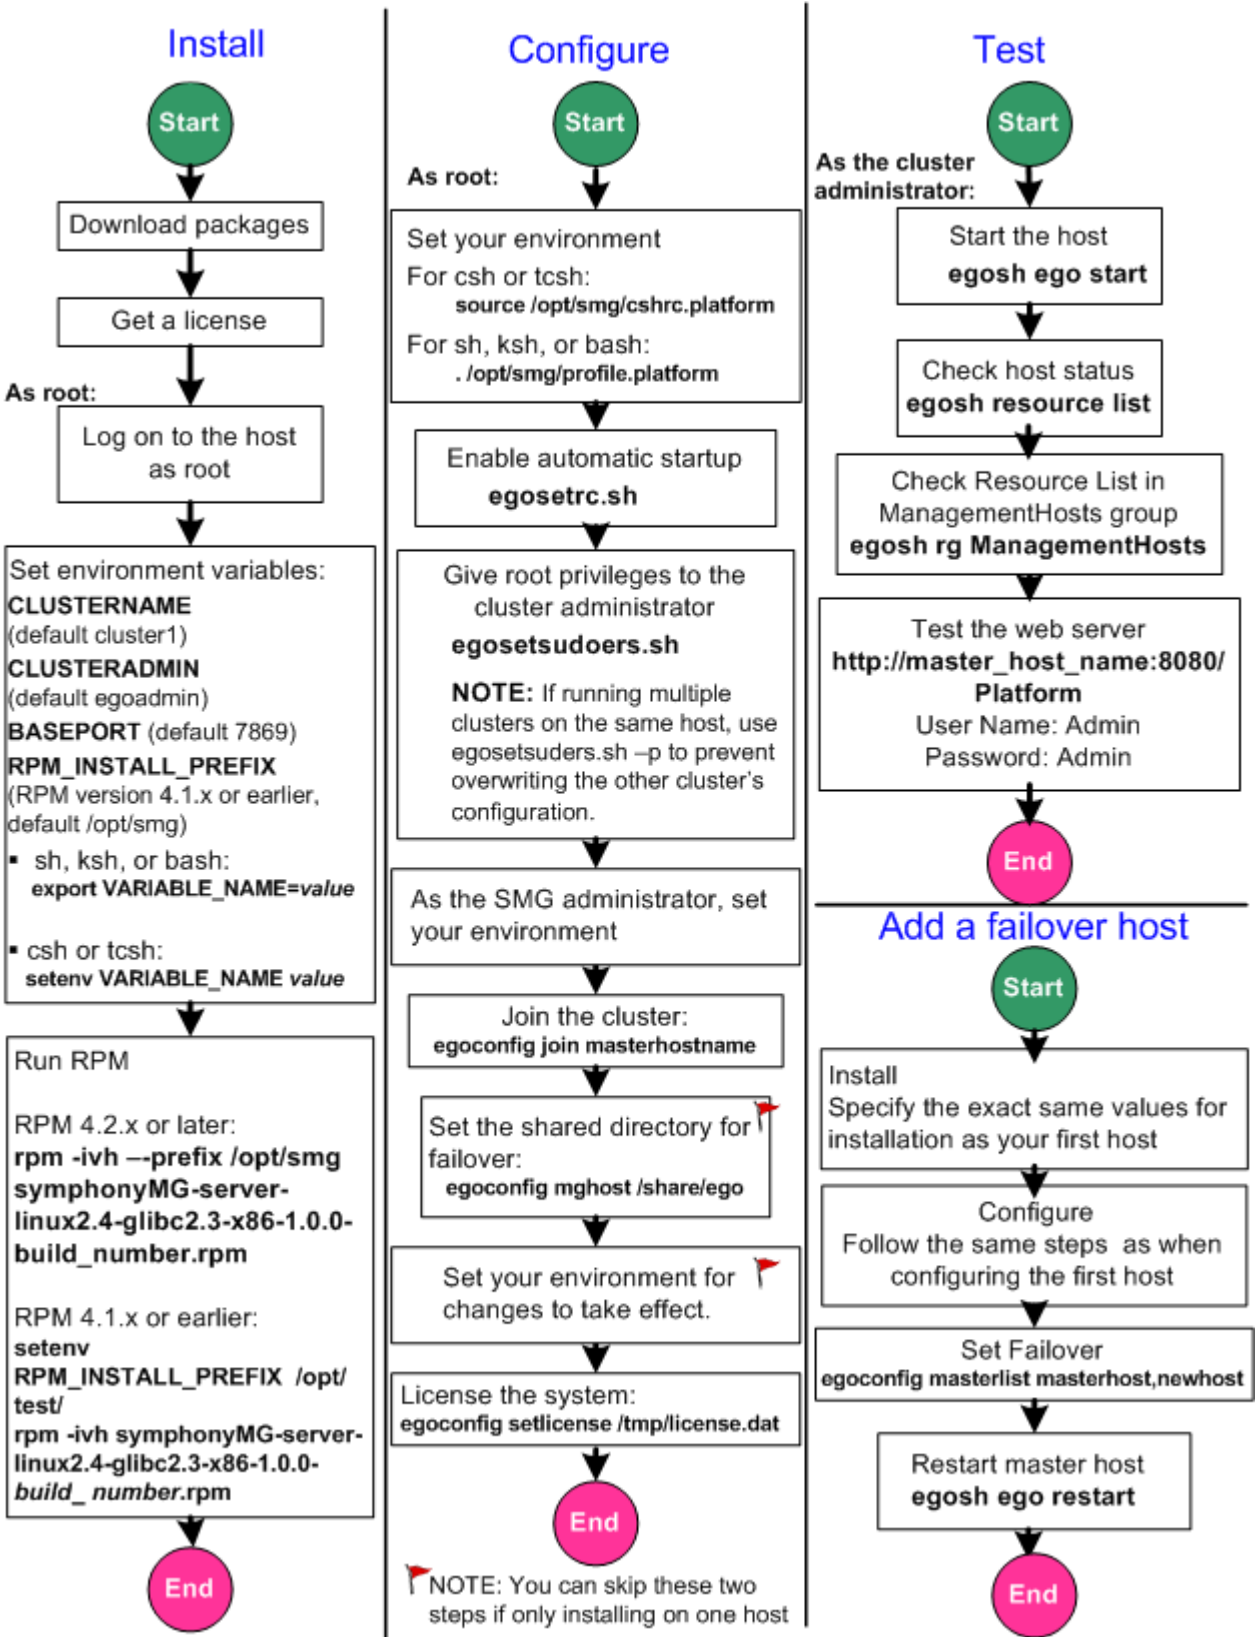 Install
Start
Download packages
Get a license
As root:
Log on to the host
as root
Set environment variables:
CLUSTERNAME
(default cluster1)
CLUSTERADMIN
(default egoadmin)
BASEPORT (default 7869)
RPM_INSTALL_PREFIX
(RPM version 4.1.x or earlier,
default /opt/smg)
▪ sh, ksh, or bash:
export VARIABLE_NAME=value
▪ csh or tcsh:
setenv VARIABLE_NAME value
Run RPM
RPM 4.2.x or later:
rpm -ivh –-prefix /opt/smg
symphonyMG-server-
linux2.4-glibc2.3-x86-1.0.0-
build_number.rpm
RPM 4.1.x or earlier:
setenv
RPM_INSTALL_PREFIX /opt/
test/
rpm -ivh symphonyMG-server-
linux2.4-glibc2.3-x86-1.0.0-
build_ number.rpm
End
Configure
Start
As root:
Set your environment
For csh or tcsh:
source /opt/smg/cshrc.platform
For sh, ksh, or bash:
. /opt/smg/profile.platform
Enable automatic startup
egosetrc.sh
Give root privileges to the
cluster administrator
egosetsudoers.sh
NOTE: If running multiple
clusters on the same host, use
egosetsuders.sh –p to prevent
overwriting the other cluster's
configuration.
As the SMG administrator, set
your environment
Join the cluster:
egoconfig join masterhostname
Set the shared directory for
failover:
egoconfig mghost /share/ego
Set your environment for
changes to take effect.
License the system:
egoconfig setlicense /tmp/license.dat
End
NOTE: You can skip these two
steps if only installing on one host
Test
Start
As the cluster
administrator:
Start the host
egosh ego start
Check host status
egosh resource list
Check Resource List in
ManagementHosts group
egosh rg ManagementHosts
Test the web server
http://master_host_name:8080/
Platform
User Name: Admin
Password: Admin
End
Add a failover host
Start
Install
Specify the exact same values for
installation as your first host
Configure
Follow the same steps as when
configuring the first host
Set Failover
egoconfig masterlist masterhost,newhost
Restart master host
egosh ego restart
End